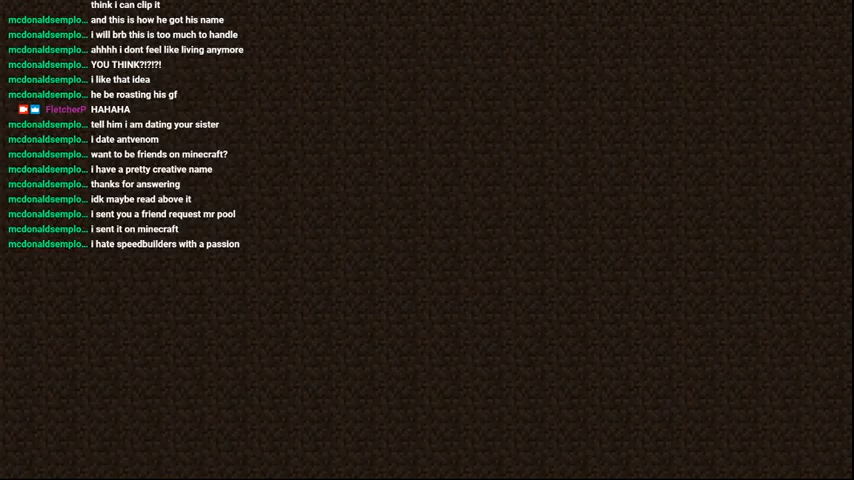 think i can clip it
mcdonaldsemplo... and this is how he got his name
mcdonaldsemplo... i will brb this is too much to handle
mcdonaldsemplo... ahhhh i dont feel like living anymore
mcdonaldsemplo... YOU THINK?!?!?!
mcdonaldsemplo... i like that idea
mcdonaldsemplo... he be roasting his gf
FletcherP HAHAHA
mcdonaldsemplo... tell him i am dating your sister
mcdonaldsemplo... i date antvenom
mcdonaldsemplo... want to be friends on minecraft?
mcdonaldsemplo... i have a pretty creative name
mcdonaldsemplo... thanks for answering
mcdonaldsemplo... idk maybe read above it
mcdonaldsemplo... i sent you a friend request mr pool
mcdonaldsemplo... i sent it on minecraft
mcdonaldsemplo... i hate speedbuilders with a passion